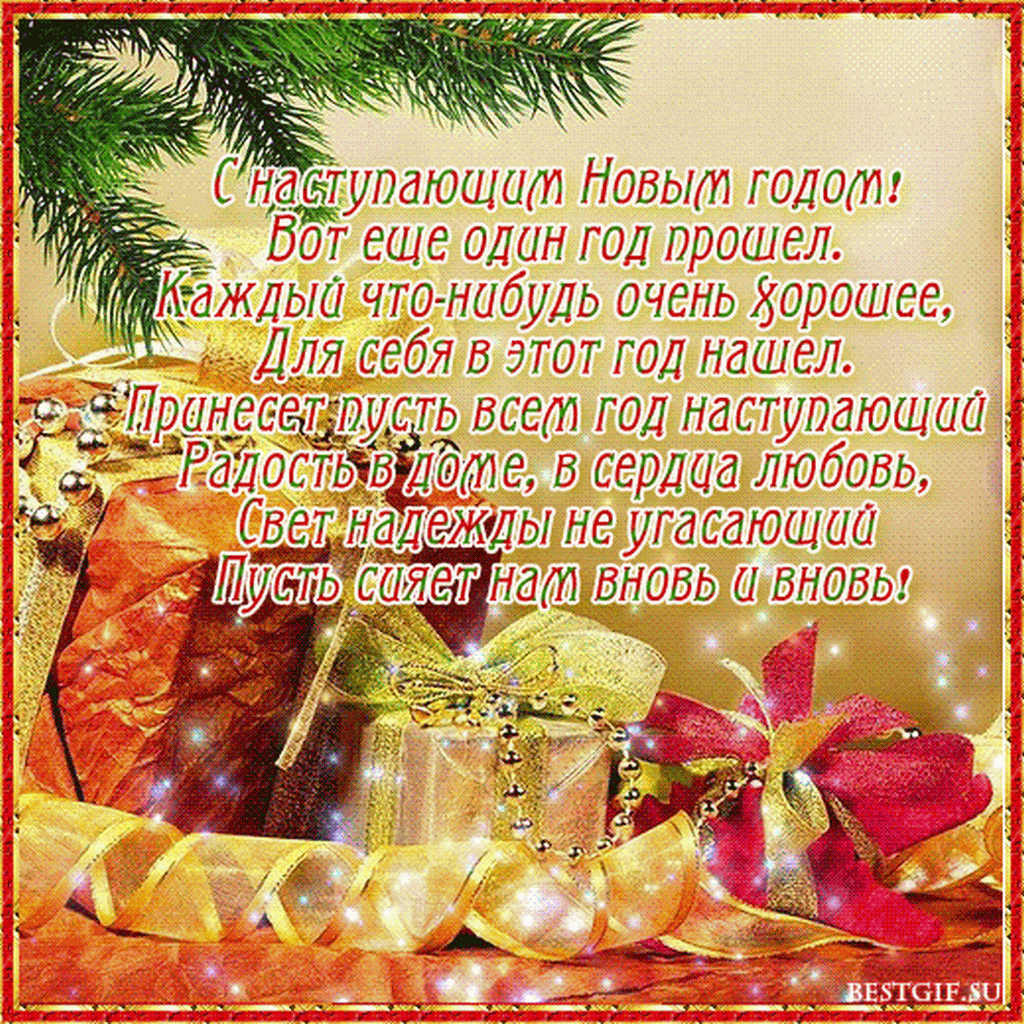 С наступающим Новым годом!
Вот еще один год прошел.
Каждый что-нибудь очень хорошее,
Для себя в этот год нашел.
Принесет пусть всем год наступающий
Радость в доме, в сердца любовь,
Свет надежды не угасающий
Пусть сияет нам вновь и вновь!
BESTGIF.SU